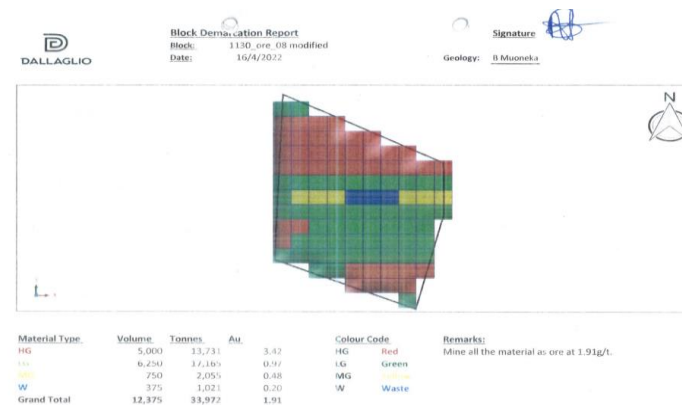 DALLAGLIO
Block Demarcation Report
Block: 1130_ore_08 modified
Date: 16/4/2022
Signature
Geology: B Muoneka
N
Material Type Volume Tonnes Au Colour Code Remarks:
HG 5,000 13,731 3.42 HG Red Mine all the material as ore at 1.91g/t.
LG 6,250 17,165 0.97 LG Green
MG 750 2,055 0.48 MG
W 375 1,021 0.20 W Waste
Grand Total 12,375 33,972 1.91